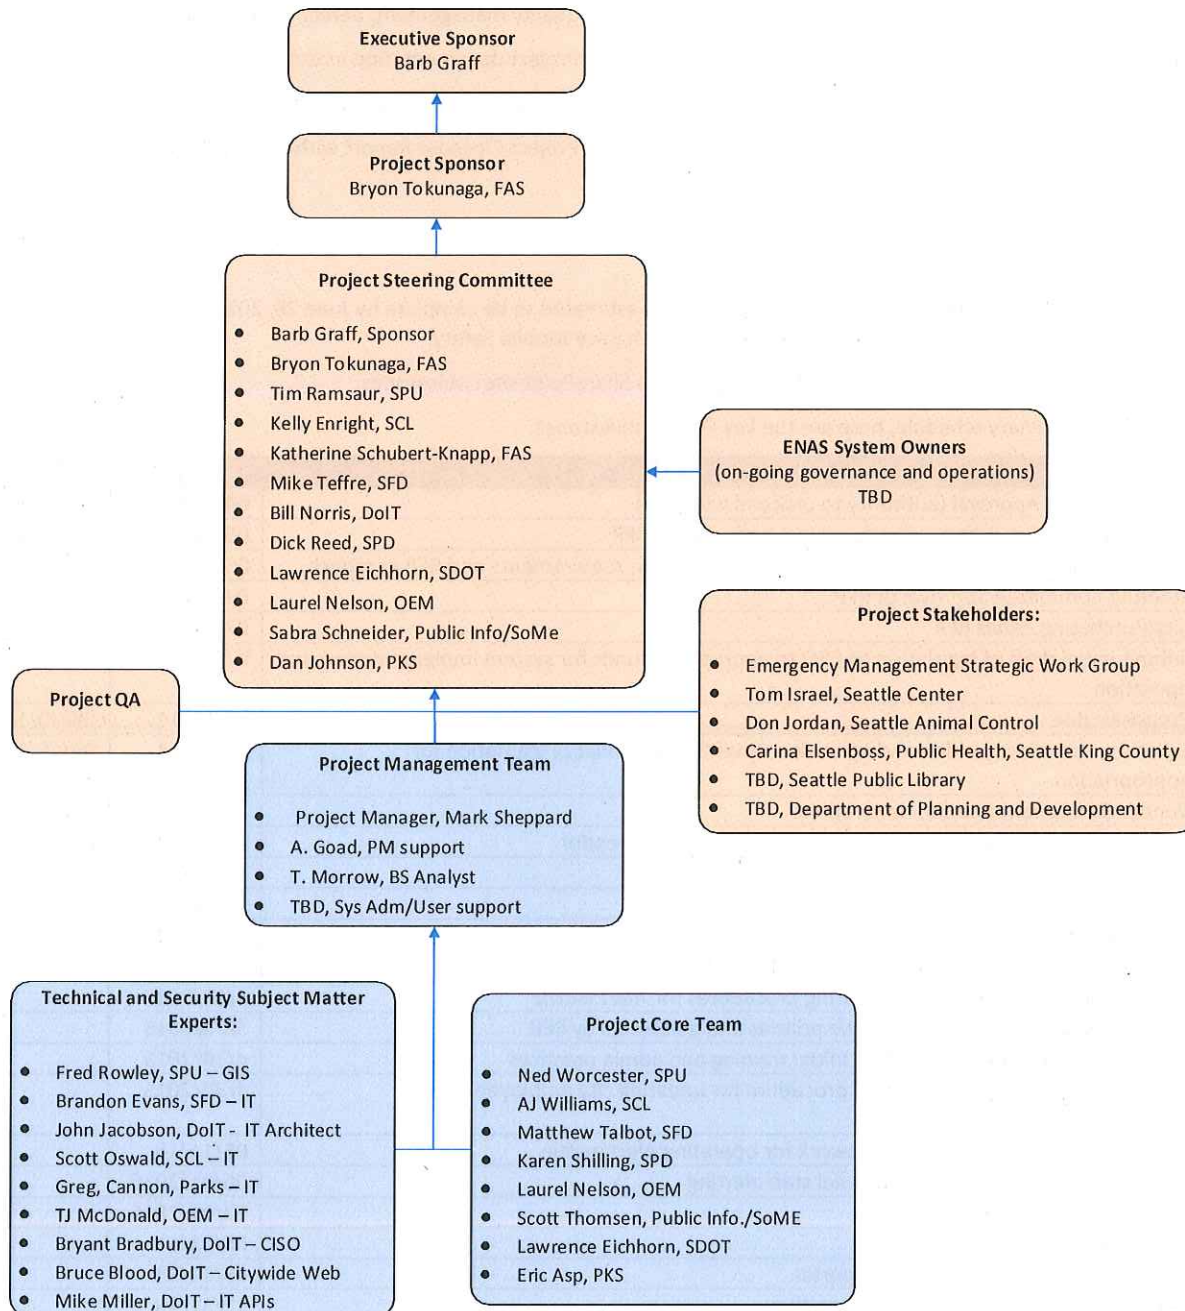 Executive Sponsor
Barb Graff
Project Sponsor
Bryon Tokunaga, FAS
Project Steering Committee
• Barb Graff, Sponsor
• Bryon Tokunaga, FAS
• Tim Ramsaur, SPU
• Kelly Enright, SCL
• Katherine Schubert-Knapp, FAS
• Mike Teffre, SFD
• Bill Norris, DoIT
• Dick Reed, SPD
• Lawrence Eichhorn, SDOT
• Laurel Nelson, OEM
• Sabra Schneider, Public Info/SoMe
• Dan Johnson, PKS
ENAS System Owners
(on-going governance and operations)
TBD
Project Stakeholders:
• Emergency Management Strategic Work Group
• Tom Israel, Seattle Center
• Don Jordan, Seattle Animal Control
• Carina Elsenboss, Public Health, Seattle King County
• TBD, Seattle Public Library
• TBD, Department of Planning and Development
Project QA
Project Management Team
• Project Manager, Mark Sheppard
• A. Goad, PM support
• T. Morrow, BS Analyst
• TBD, Sys Adm/User support
Technical and Security Subject Matter
Experts:
• Fred Rowley, SPU – GIS
• Brandon Evans, SFD – IT
• John Jacobson, DoIT - IT Architect
• Scott Oswald, SCL – IT
• Greg, Cannon, Parks – IT
• TJ McDonald, OEM – IT
• Bryant Bradbury, DoIT – CISO
• Bruce Blood, DoIT – Citywide Web
• Mike Miller, DoIT – IT APIs
Project Core Team
• Ned Worcester, SPU
• AJ Williams, SCL
• Matthew Talbot, SFD
• Karen Shilling, SPD
• Laurel Nelson, OEM
• Scott Thomsen, Public Info./SoME
• Lawrence Eichhorn, SDOT
• Eric Asp, PKS